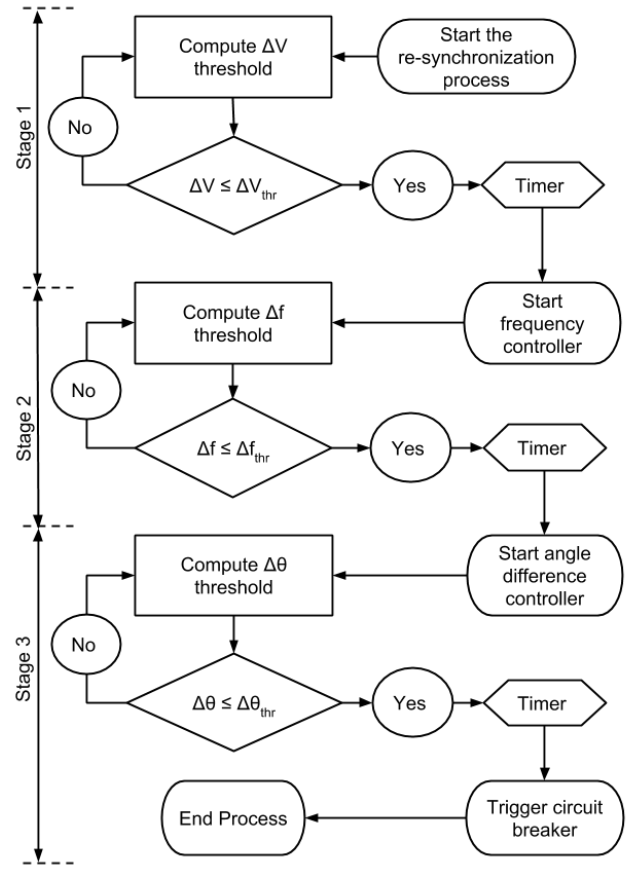 Stage 1
Compute ΔV
threshold
Start the
re-synchronization
process
No
ΔV ≤ ΔVthr
Yes
Timer
Stage 2
Compute Δf
threshold
Start
frequency
controller
No
Δf ≤ Δfthr
Yes
Timer
Stage 3
Compute Δθ
threshold
Start angle
difference
controller
No
Δθ ≤ Δθthr
Yes
Timer
End Process
Trigger circuit
breaker